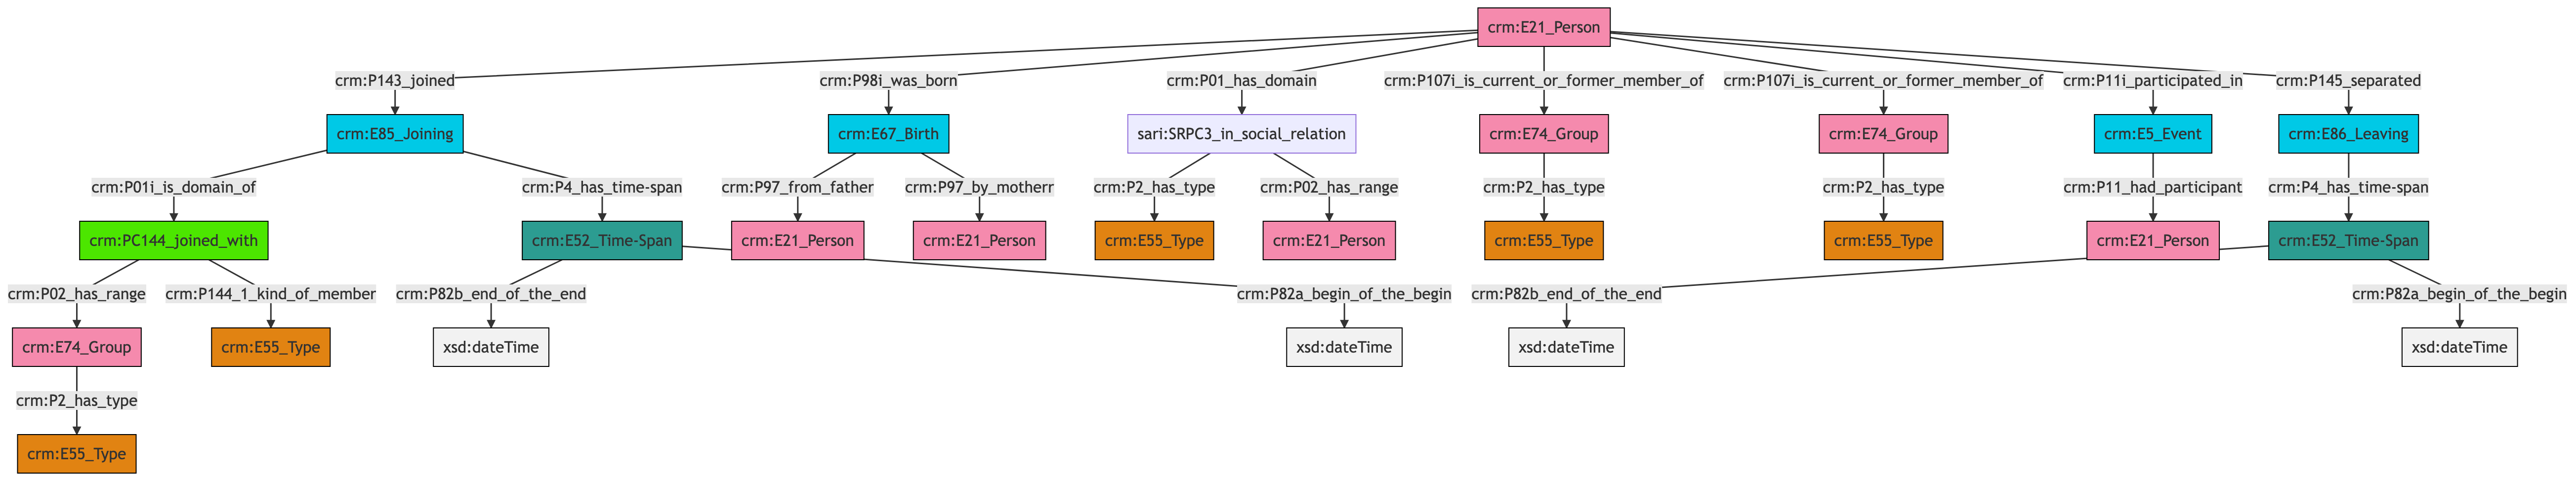 crm:E21_Person
crm:P143_joined
crm:P98i_was_born
crm:P01_has_domain
crm:P107i_is_current_or_former_member_of
crm:P107i_is_current_or_former_member_of
crm:P11i_participated_in
crm:P145_separated
crm:E85_Joining
crm:E67_Birth
sari:SRPC3_in_social_relation
crm:E74_Group
crm:E74_Group
crm:E5_Event
crm:E86_Leaving
crm:P01i_is_domain_of
crm:P4_has_time-span
crm:P97_from_father
crm:P97_by_motherr
crm:P2_has_type
crm:P02_has_range
crm:P2_has_type
crm:P2_has_type
crm:P11_had_participant
crm:P4_has_time-span
crm:PC144_joined_with
crm:E52_Time-Span
crm:E21_Person
crm:E21_Person
crm:E55_Type
crm:E21_Person
crm:E55_Type
crm:E55_Type
crm:E21_Person
crm:E52_Time-Span
crm:P02_has_range
crm:P144_1_kind_of_member
crm:P82b_end_of_the_end
crm:P82a_begin_of_the_begin
crm:P82b_end_of_the_end
crm:P82a_begin_of_the_begin
crm:E74_Group
crm:E55_Type
xsd:dateTime
xsd:dateTime
xsd:dateTime
xsd:dateTime
crm:P2_has_type
crm:E55_Type